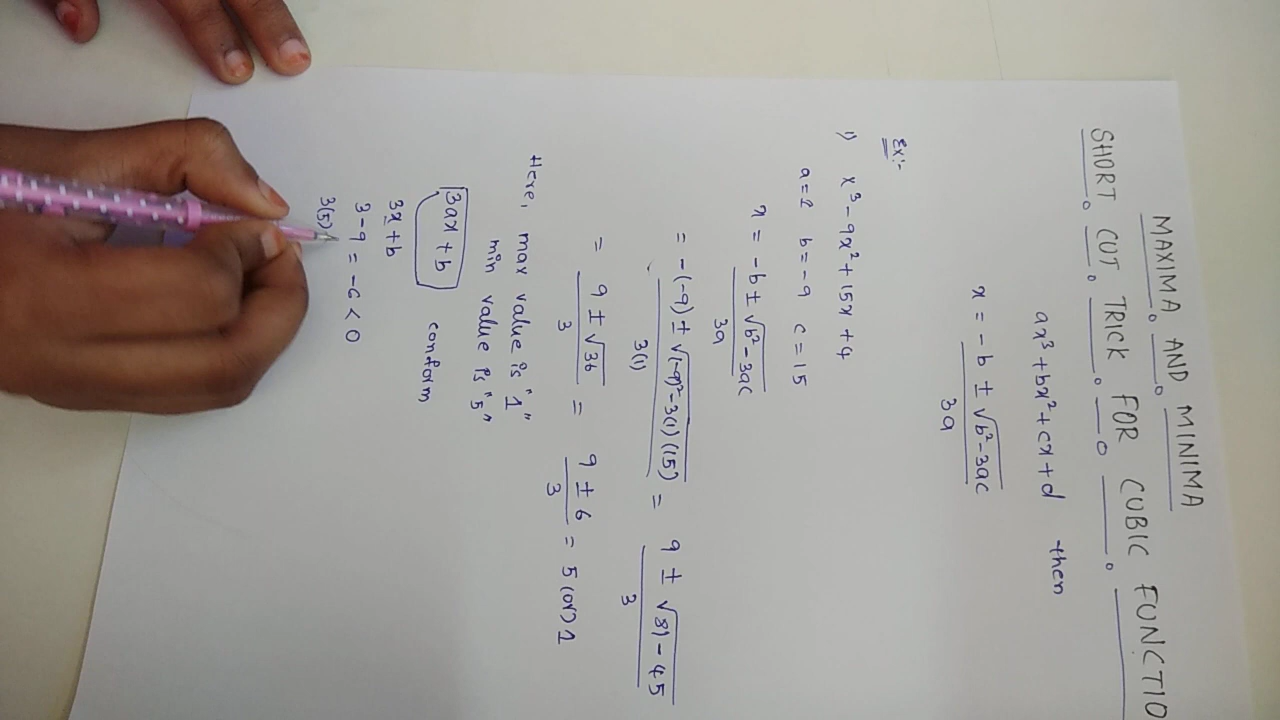 MAXIMA AND MINIMA
SHORT CUT TRICK FOR CUBIC FUNCTIO
ax³+bx²+cx+d then
x = -b ± √b²-3ac / 3a
Ex:-
1) x³-9x²+15x+4
a=1 b=-9 c=15
x = -b ± √b²-3ac / 3a
= -(-9) ± √(-9)²-3(1)(15) / 3(1) = 9 ± √81-45 / 3
= 9 ± √36 / 3 = 9 ± 6 / 3 = 5 (or) 1
Here, max value is "1"
min value is "5"
3ax + b conform
3x+b
3-9 = -6 < 0
3(5)